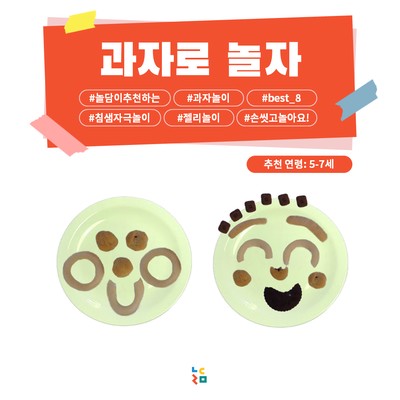 과자로 놀자
#놀담이추천하는 #과자놀이 #best_8
#침샘자극놀이 #젤리놀이 #손씻고놀아요!
추천 연령: 5-7세